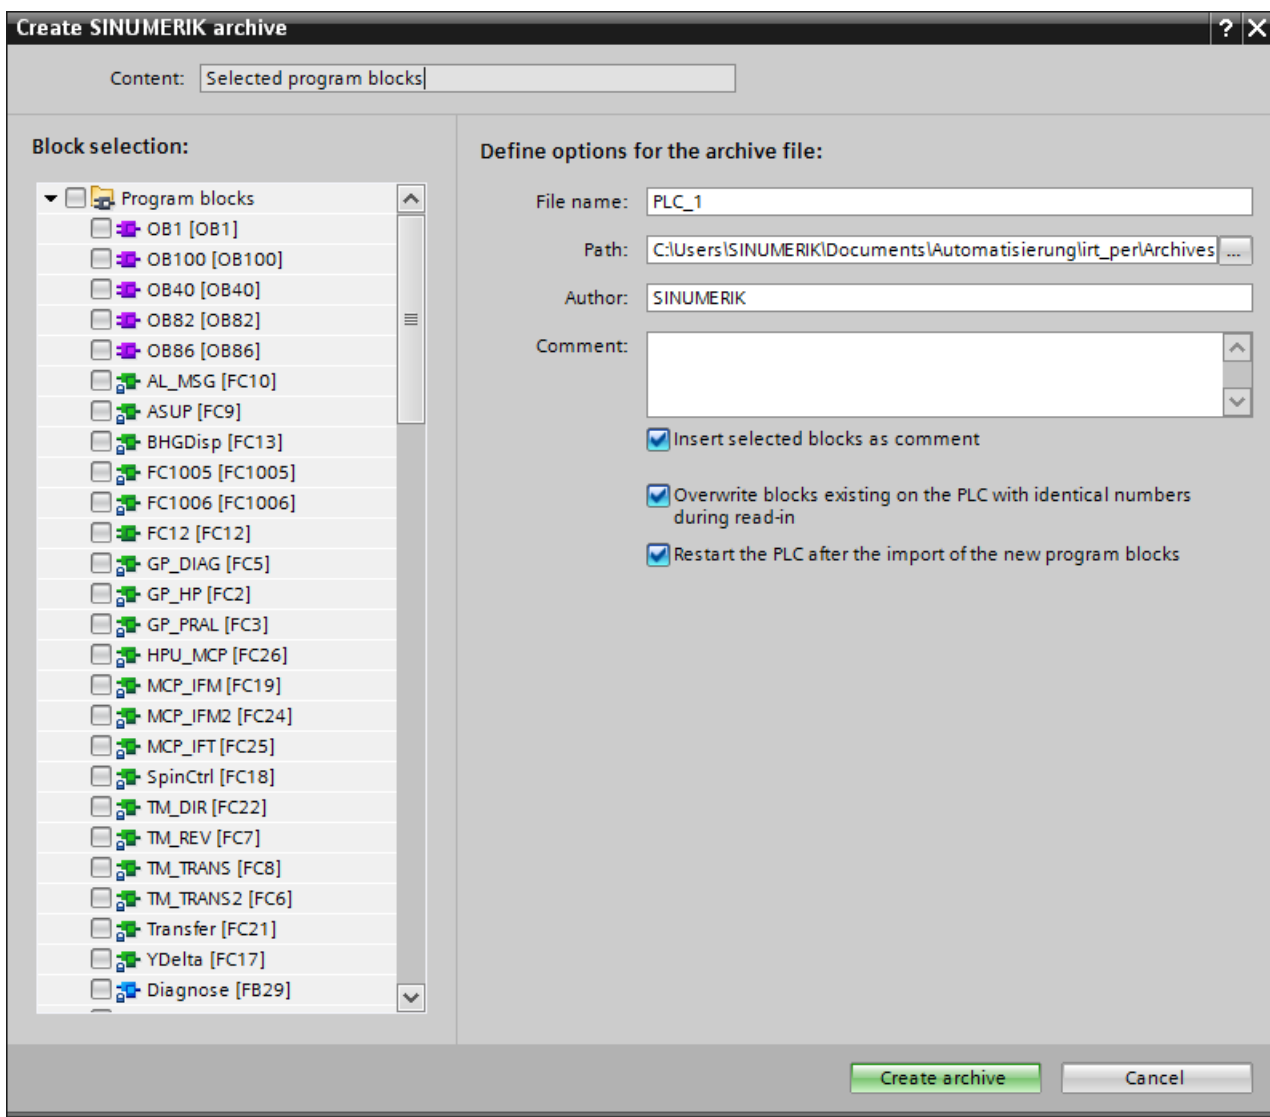 Create SINUMERIK archive
Content: Selected program blocks
Block selection:
Program blocks
OB1 [OB1]
OB100 [OB100]
OB40 [OB40]
OB82 [OB82]
OB86 [OB86]
AL_MSG [FC10]
ASUP [FC9]
BHGDisp [FC13]
FC1005 [FC1005]
FC1006 [FC1006]
FC12 [FC12]
GP_DIAG [FC5]
GP_HP [FC2]
GP_PRAL [FC3]
HPU_MCP [FC26]
MCP_IFM [FC19]
MCP_IFM2 [FC24]
MCP_IFT [FC25]
SpinCtrl [FC18]
TM_DIR [FC22]
TM_REV [FC7]
TM_TRANS [FC8]
TM_TRANS2 [FC6]
Transfer [FC21]
YDelta [FC17]
Diagnose [FB29]
Define options for the archive file:
File name: PLC_1
Path: C:\Users\SINUMERIK\Documents\Automatisierung\irt_per\Archives ...
Author: SINUMERIK
Comment:
Insert selected blocks as comment
Overwrite blocks existing on the PLC with identical numbers
during read-in
Restart the PLC after the import of the new program blocks
Create archive
Cancel